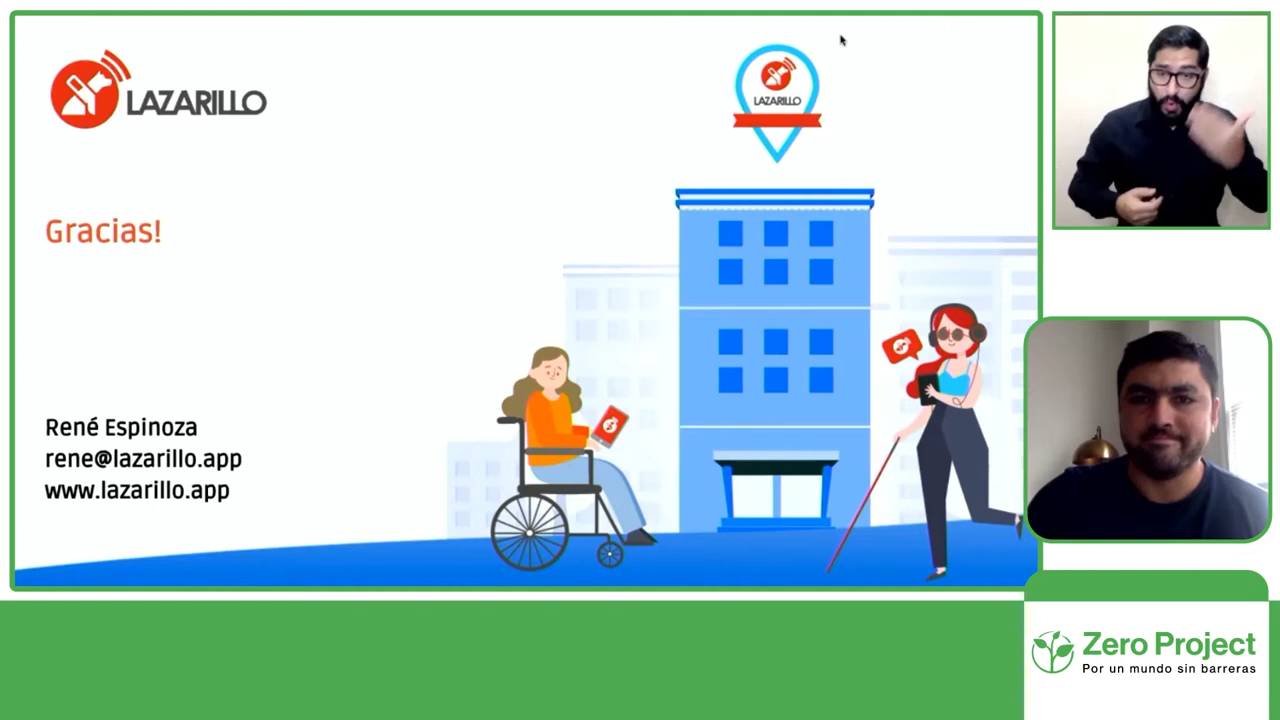 LAZARILLO
LAZARILLO
Gracias!
René Espinoza
rene@lazarillo.app
www.lazarillo.app
Zero Project
Por un mundo sin barreras